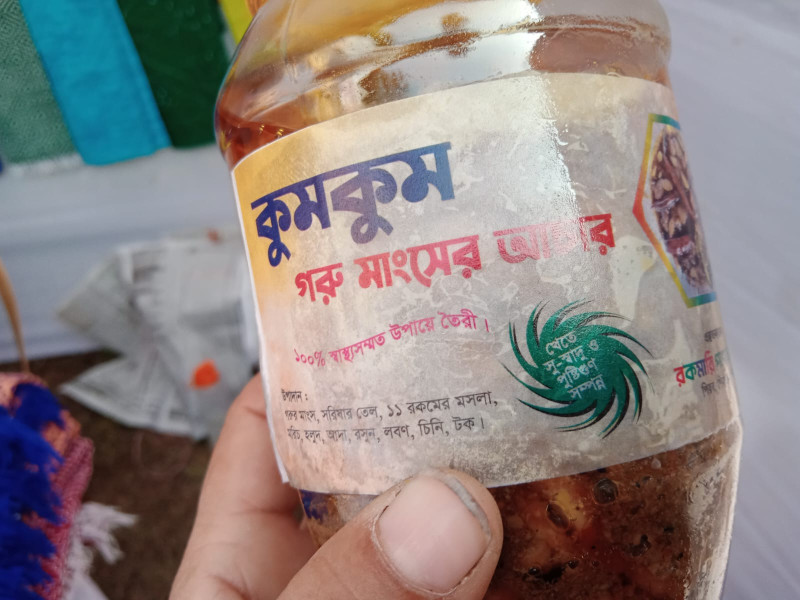 কুমকুম
গরু মাংসের আচার
১০০% স্বাস্থ্যসম্মত উপায়ে তৈরী।
খেতে
সুস্বাদু ও
পুষ্টিগুণ
সম্পন্ন
উপাদান :
গরুর মাংস, সরিষার তেল, ১১ রকমের মসলা,
মরিচ, হলুদ, আদা, রসুন, লবণ, চিনি, টক।
রকমারি